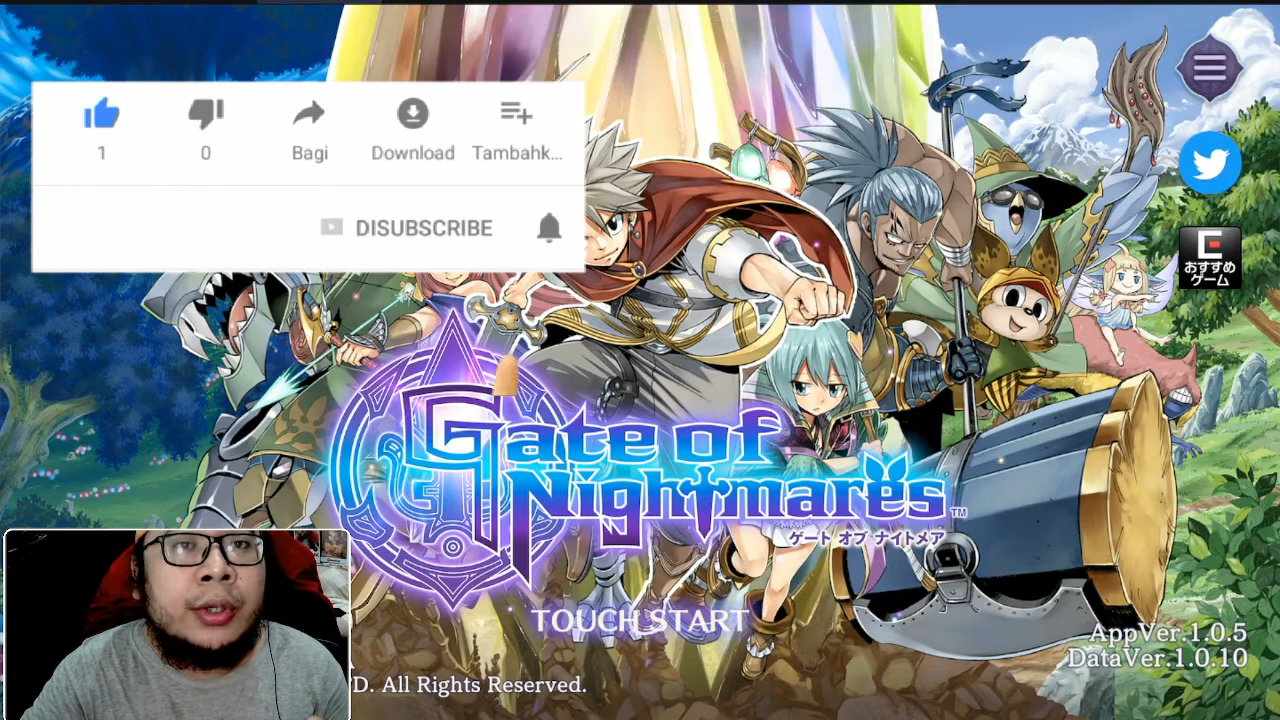 1
0
Bagi
Download
Tambahk...
DISUBSCRIBE
おすすめ
ゲーム
Gate of
Nightmares™
ゲート オブ ナイトメア
TOUCH START
AppVer.1.0.5
DataVer.1.0.10
D. All Rights Reserved.